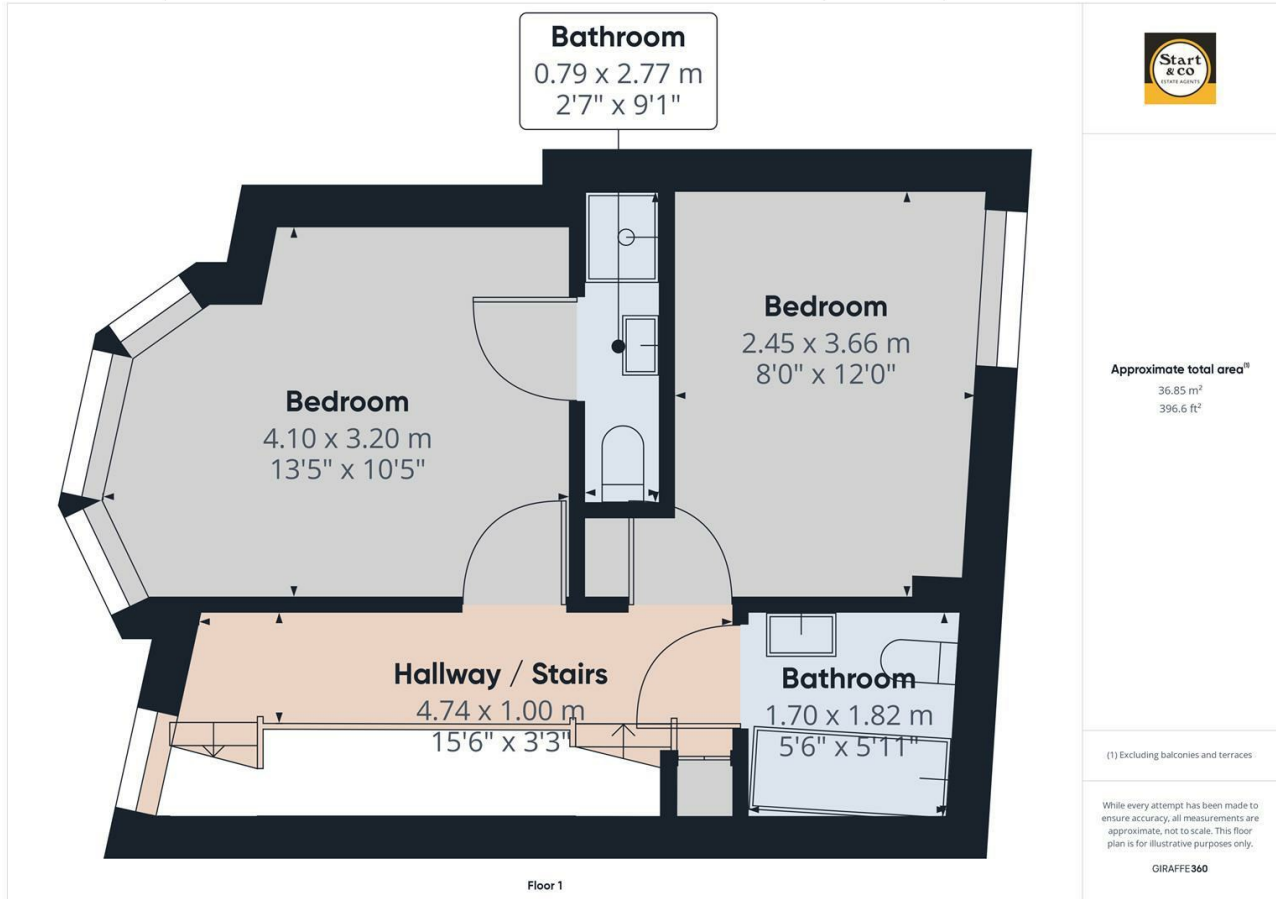 Bathroom
0.79 x 2.77 m
2'7" x 9'1"
Start
& co
ESTATE AGENTS
Bedroom
2.45 x 3.66 m
8'0" x 12'0"
Bedroom
4.10 x 3.20 m
13'5" x 10'5"
Approximate total area(1)
36.85 m²
396.6 ft²
Hallway / Stairs
4.74 x 1.00 m
15'6" x 3'3"
Bathroom
1.70 x 1.82 m
5'6" x 5'11"
(1) Excluding balconies and terraces
While every attempt has been made to
ensure accuracy, all measurements are
approximate, not to scale. This floor
plan is for illustrative purposes only.
GIRAFFE360
Floor 1